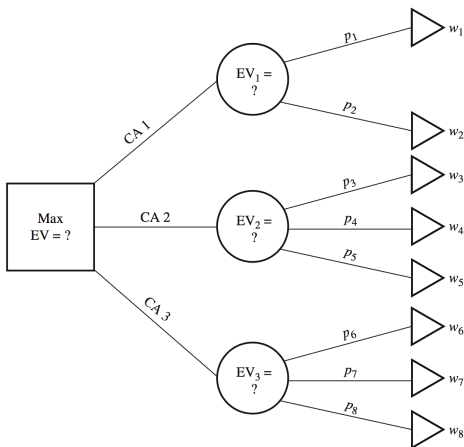 p₁
w₁
EV₁ =
?
p₂
w₂
CA 1
p₃
w₃
Max
EV = ?
CA 2
EV₂ =
?
p₄
w₄
p₅
w₅
CA 3
p₆
w₆
EV₃ =
?
p₇
w₇
p₈
w₈